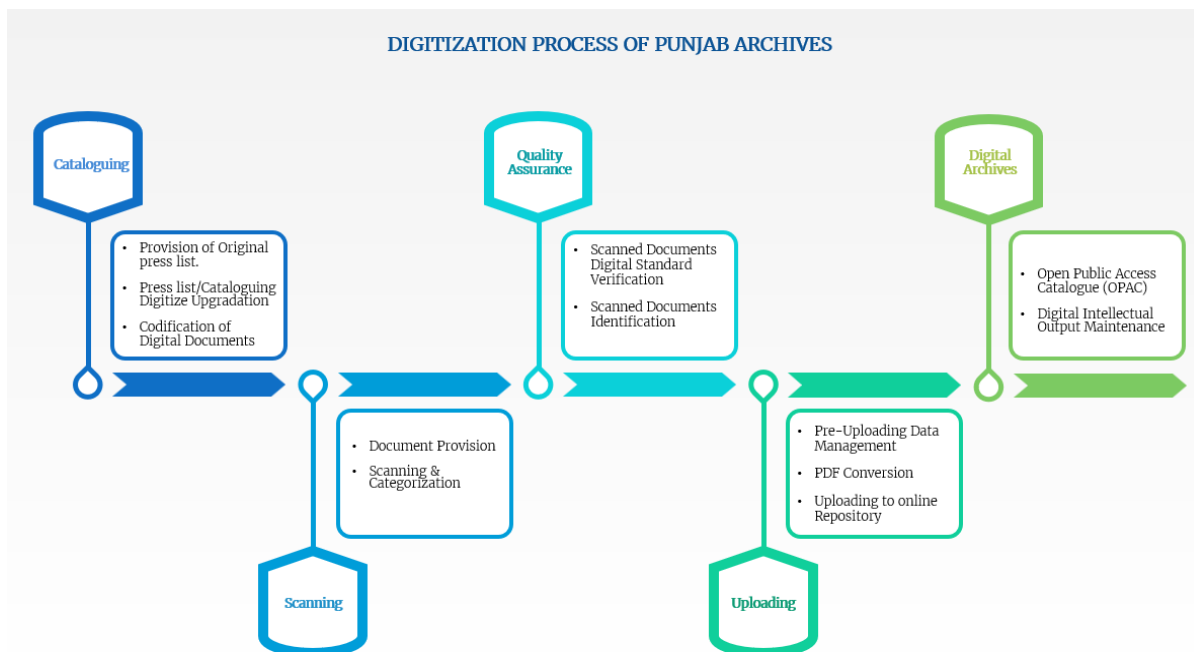 DIGITIZATION PROCESS OF PUNJAB ARCHIVES
Cataloguing
• Provision of Original
press list.
• Press list/Cataloguing
Digitize Upgradation
• Codification of
Digital Documents
Scanning
• Document Provision
• Scanning &
Categorization
Quality
Assurance
• Scanned Documents
Digital Standard
Verification
• Scanned Documents
Identification
Uploading
• Pre-Uploading Data
Management
• PDF Conversion
• Uploading to online
Repository
Digital
Archives
• Open Public Access
Catalogue (OPAC)
• Digital Intellectual
Output Maintenance